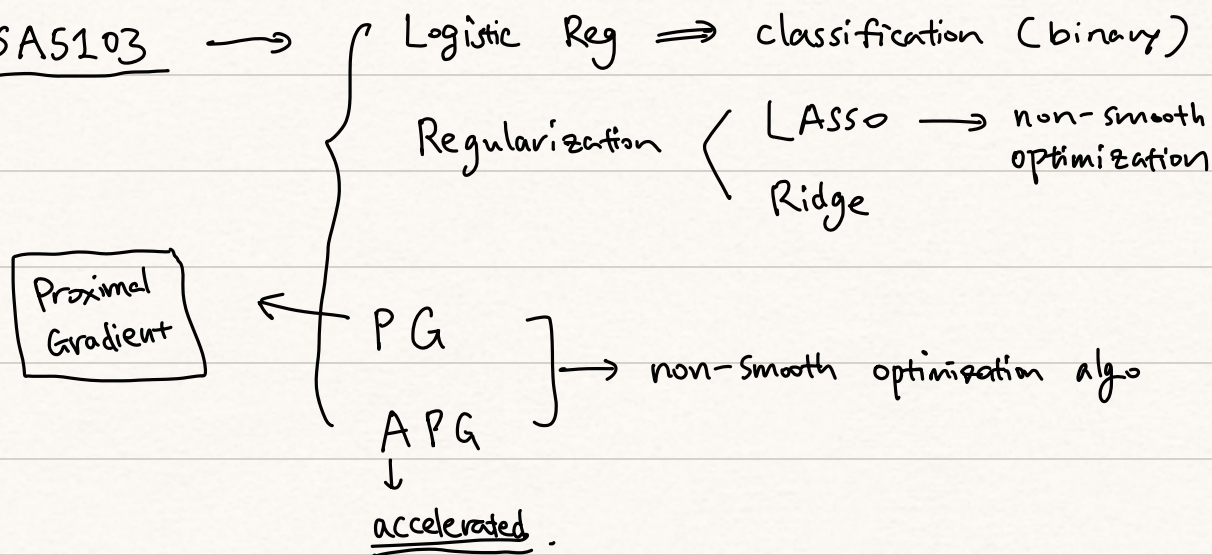 SA5103 → Logistic Reg ⇒ classification (binary)
Regularization
LAsso → non-smooth
optimization
Ridge
Proximal
Gradient
← PG
APG
→ non-smooth optimization algo
↓
accelerated.